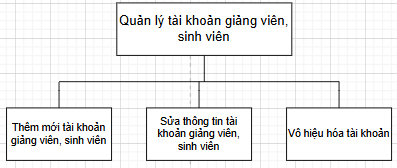 Quản lý tài khoản giảng viên,
sinh viên
Thêm mới tài khoản
giảng viên, sinh viên
Sửa thông tin tài
khoản giảng viên,
sinh viên
Vô hiệu hóa tài khoản